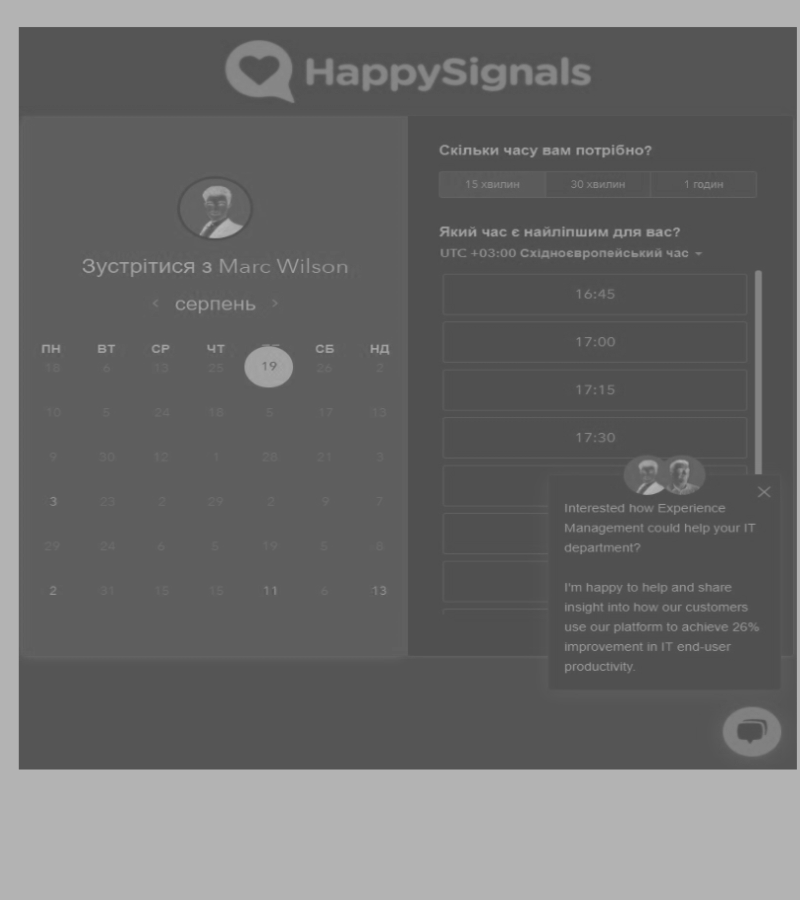 HappySignals
Зустрітися з Marc Wilson
серпень
ПН ВТ СР ЧТ СБ НД
18 6 13 25 19 26 2
10 5 24 18 5 17 13
9 30 12 1 28 21 3
3 23 2 29 2 9 7
29 24 6 5 19 5 8
2 31 15 15 11 6 13
Скільки часу вам потрібно?
15 хвилин 30 хвилин 1 годин
Який час є найліпшим для вас?
UTC +03:00 Східноєвропейський час
16:45
17:00
17:15
17:30
Interested how Experience
Management could help your IT
department?
I'm happy to help and share
insight into how our customers
use our platform to achieve 26%
improvement in IT end-user
productivity.